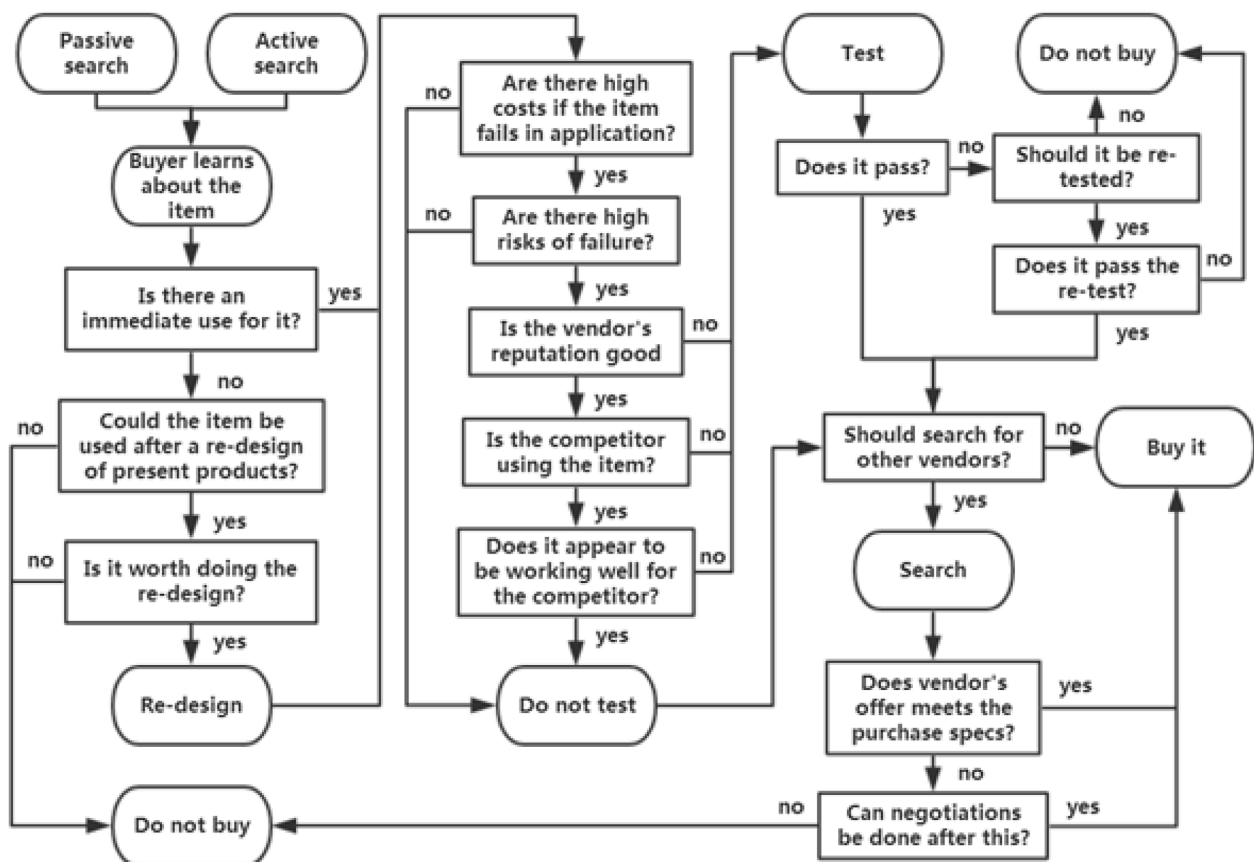 Passive
search
Active
search
Buyer learns
about the
item
Is there an
immediate use for it?
yes
no
Could the item be
used after a re-design
of present products?
no
yes
Is it worth doing the
re-design?
no
yes
Re-design
Do not buy
Are there high
costs if the item
fails in application?
no
yes
Are there high
risks of failure?
no
yes
Is the vendor's
reputation good
no
yes
Is the competitor
using the item?
no
yes
Does it appear to
be working well for
the competitor?
no
yes
Do not test
Test
Does it pass?
no
yes
Do not buy
no
Should it be re-
tested?
yes
Does it pass the
re-test?
no
yes
Should search for
other vendors?
no
yes
Buy it
Search
Does vendor's
offer meets the
purchase specs?
yes
no
Can negotiations
be done after this?
no
yes